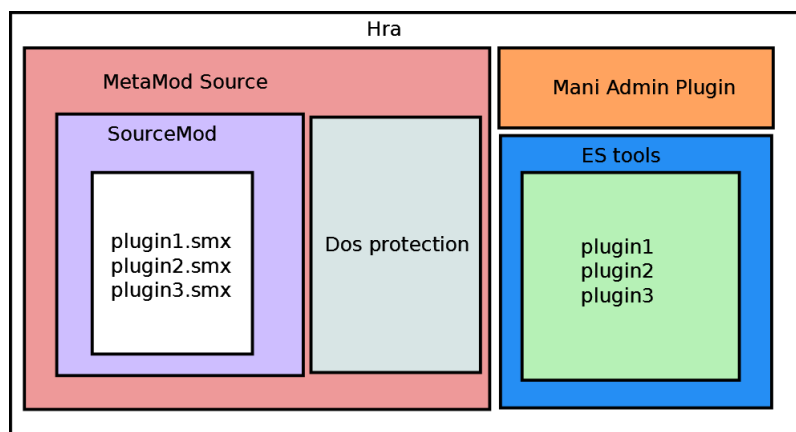 Hra
MetaMod Source
SourceMod
plugin1.smx
plugin2.smx
plugin3.smx
Dos protection
Mani Admin Plugin
ES tools
plugin1
plugin2
plugin3